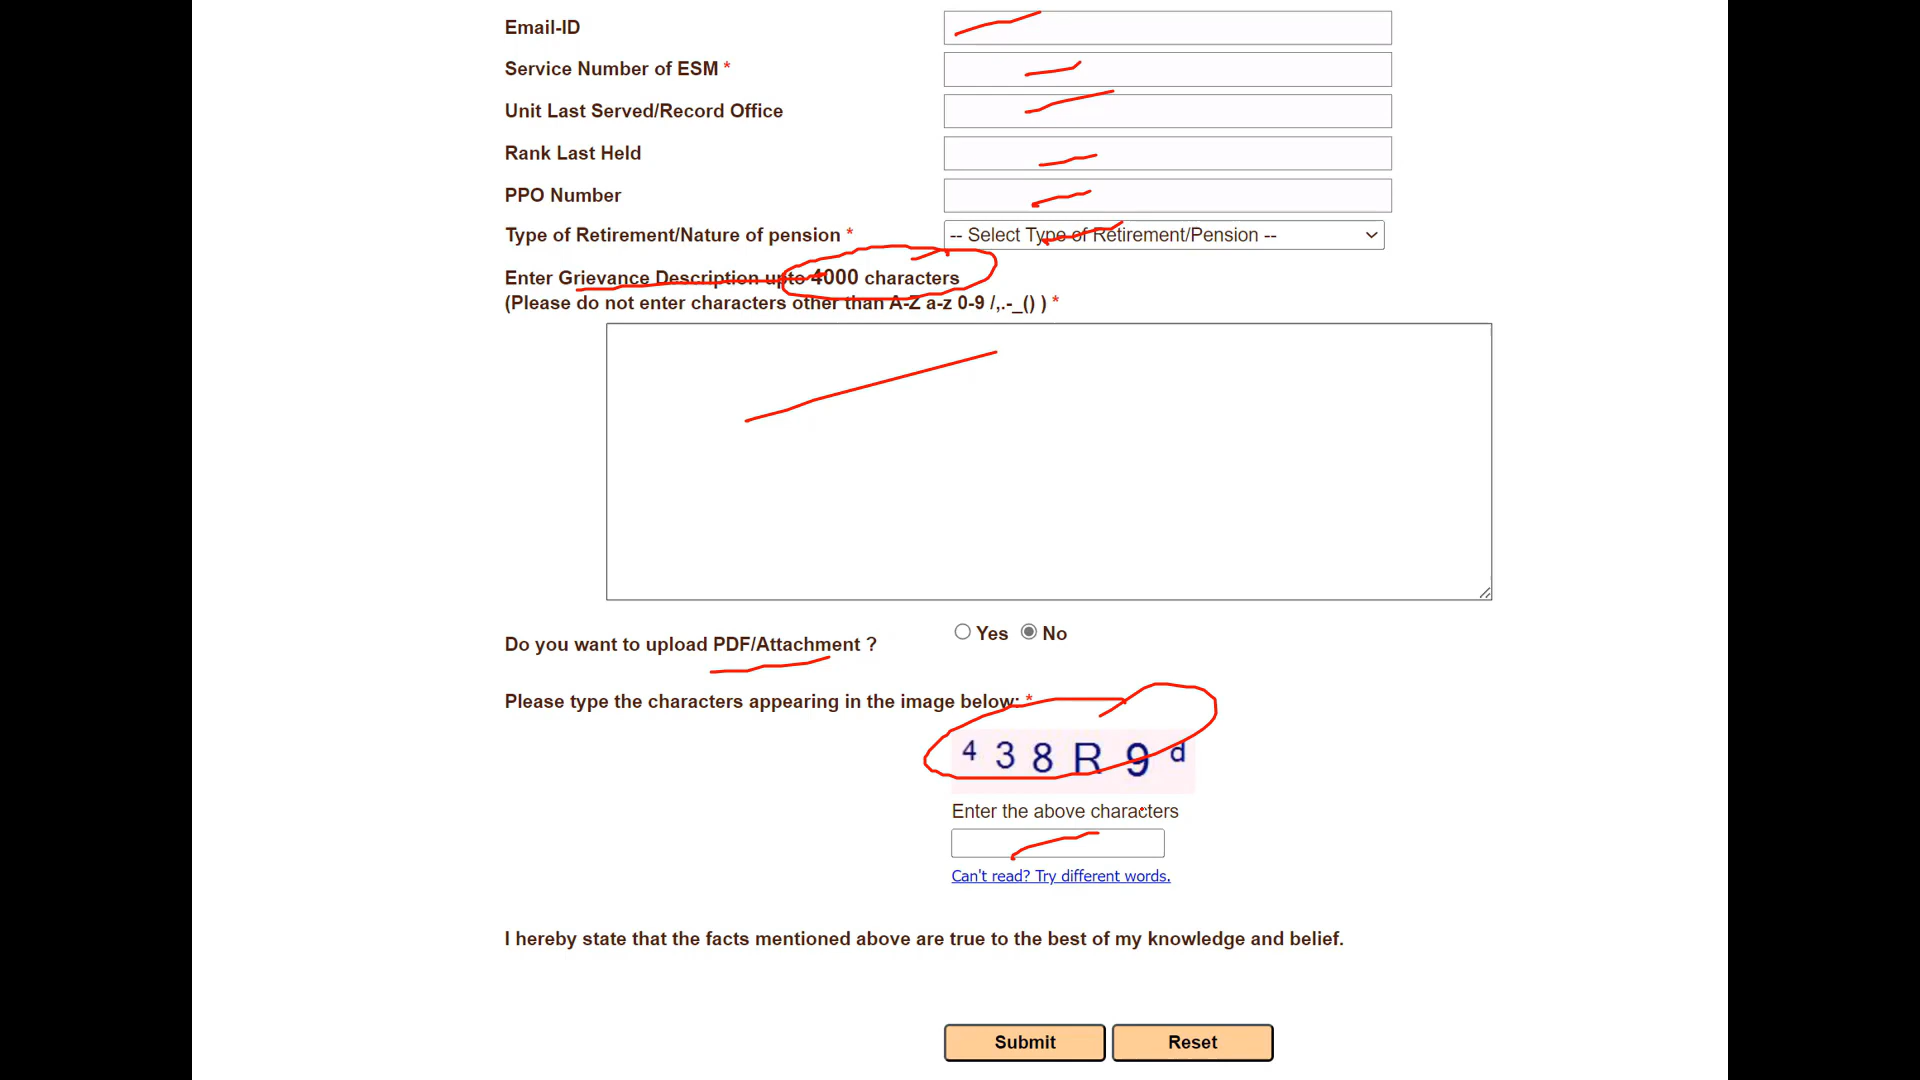 Email-ID
Service Number of ESM *
Unit Last Served/Record Office
Rank Last Held
PPO Number
Type of Retirement/Nature of pension * -- Select Type of Retirement/Pension --
Enter Grievance Description upto 4000 characters
(Please do not enter characters other than A-Z a-z 0-9 /,.-_() ) *
Do you want to upload PDF/Attachment ? Yes No
Please type the characters appearing in the image below: *
4 3 8 R 9 d
Enter the above characters
Can't read? Try different words.
I hereby state that the facts mentioned above are true to the best of my knowledge and belief.
Submit Reset